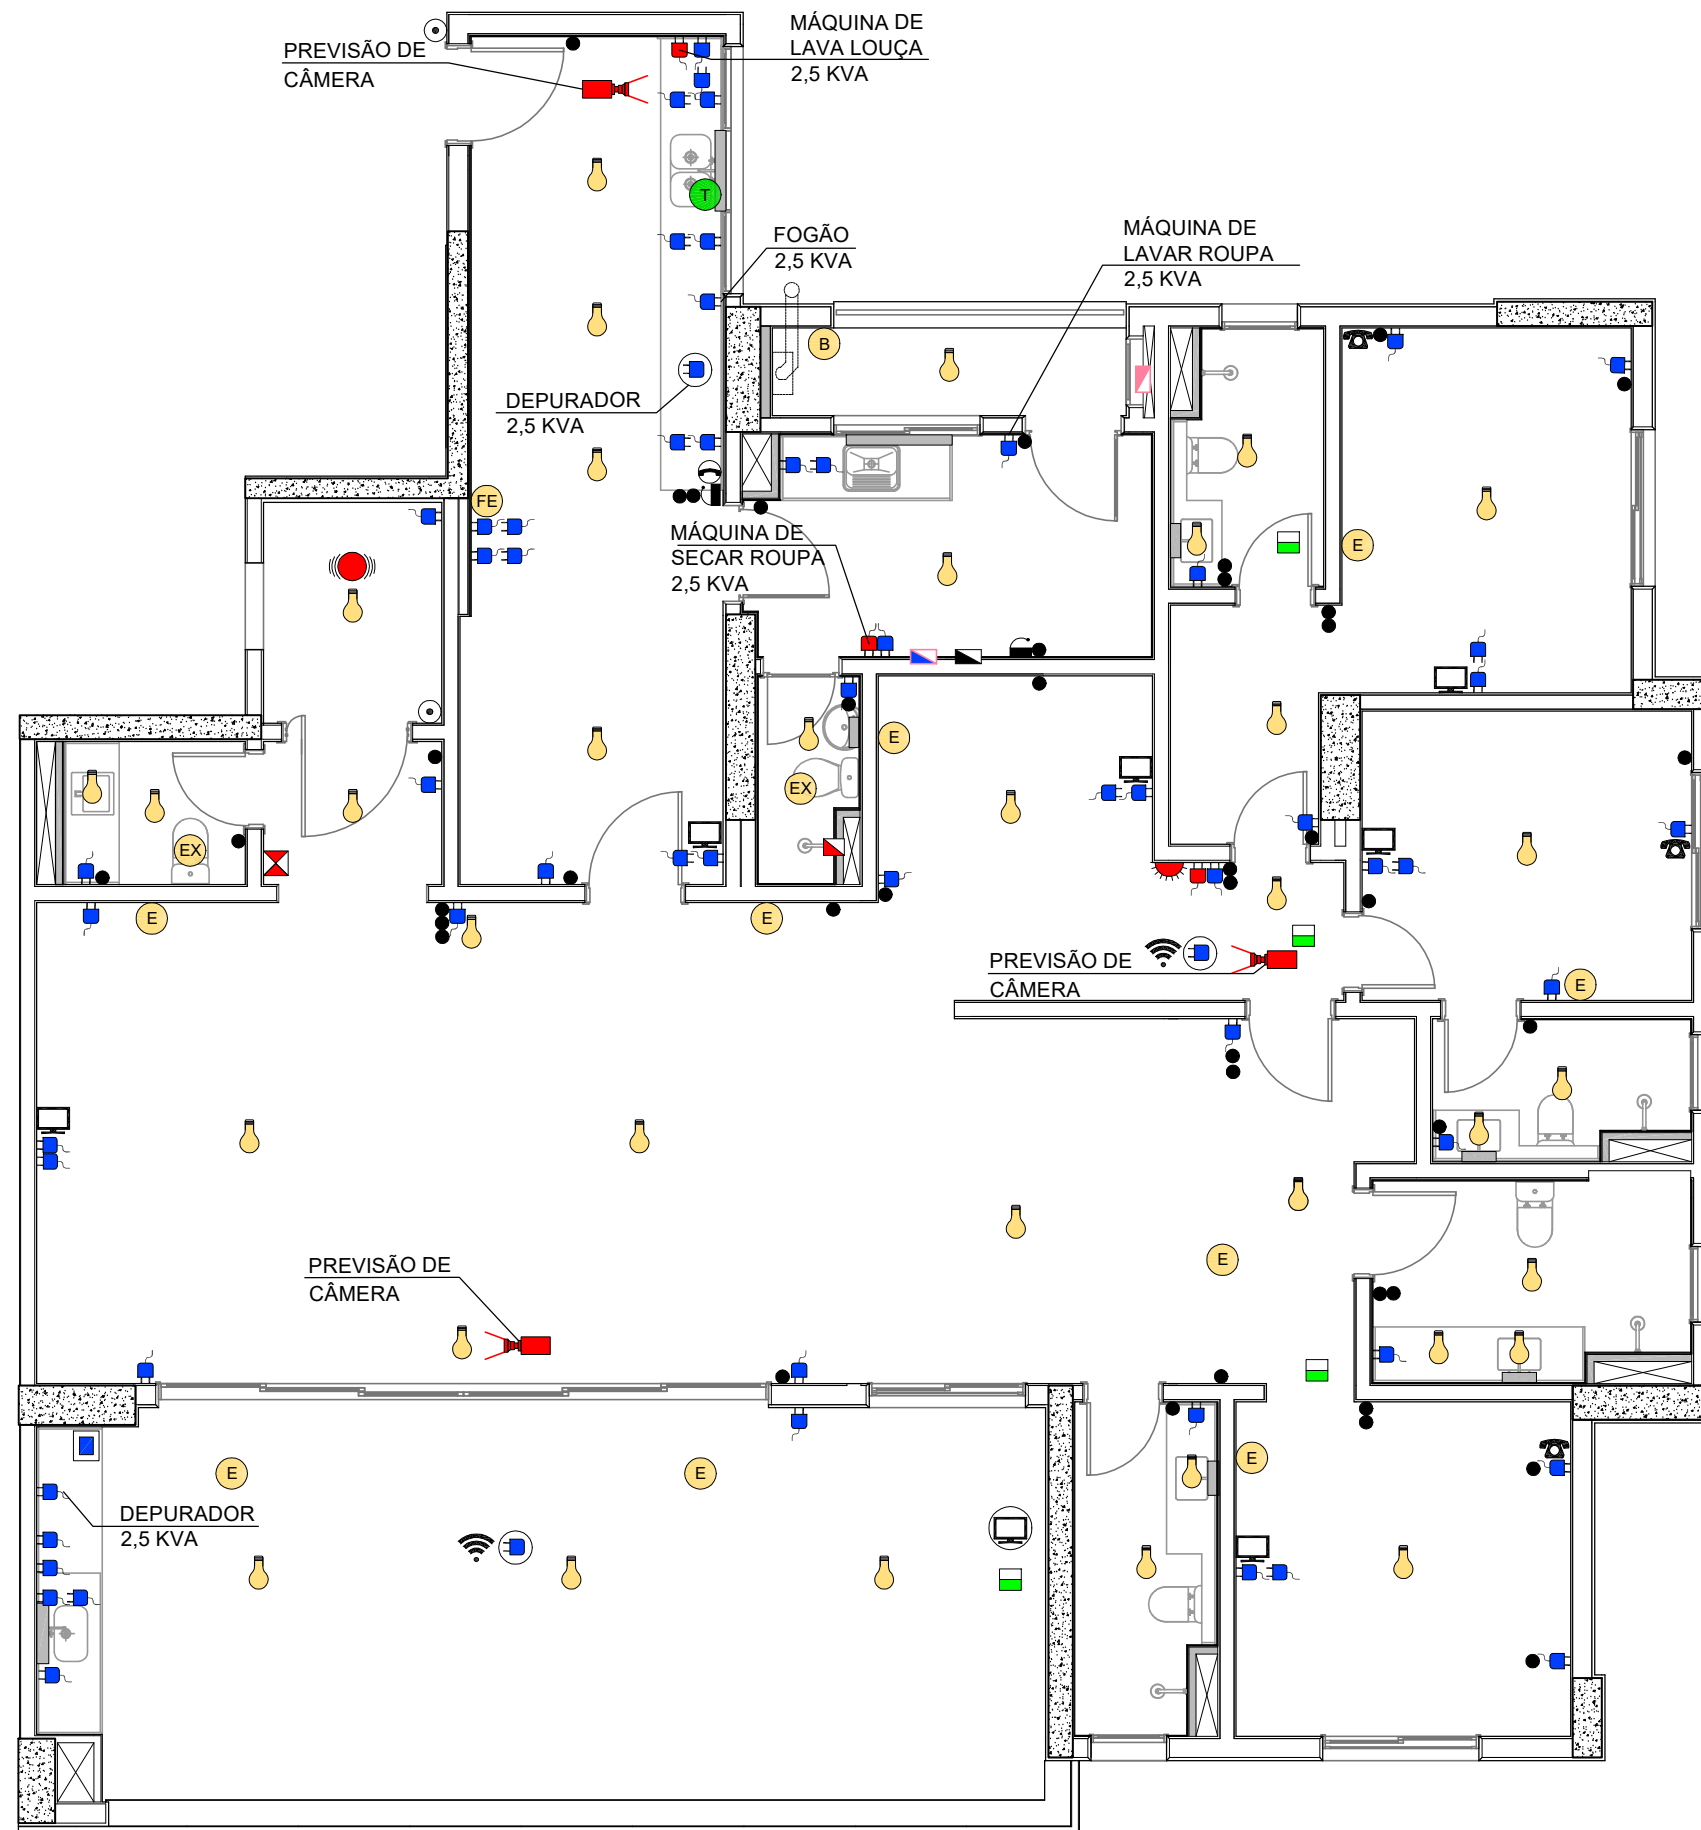 MÁQUINA DE
LAVA LOUÇA
2,5 KVA
PREVISÃO DE
CÂMERA
T
FOGÃO
2,5 KVA
MÁQUINA DE
LAVAR ROUPA
2,5 KVA
B
DEPURADOR
2,5 KVA
FE
MÁQUINA DE
SECAR ROUPA
2,5 KVA
E
E
EX
EX
E
E
PREVISÃO DE
CÂMERA
E
E
PREVISÃO DE
CÂMERA
E
E
E
DEPURADOR
2,5 KVA